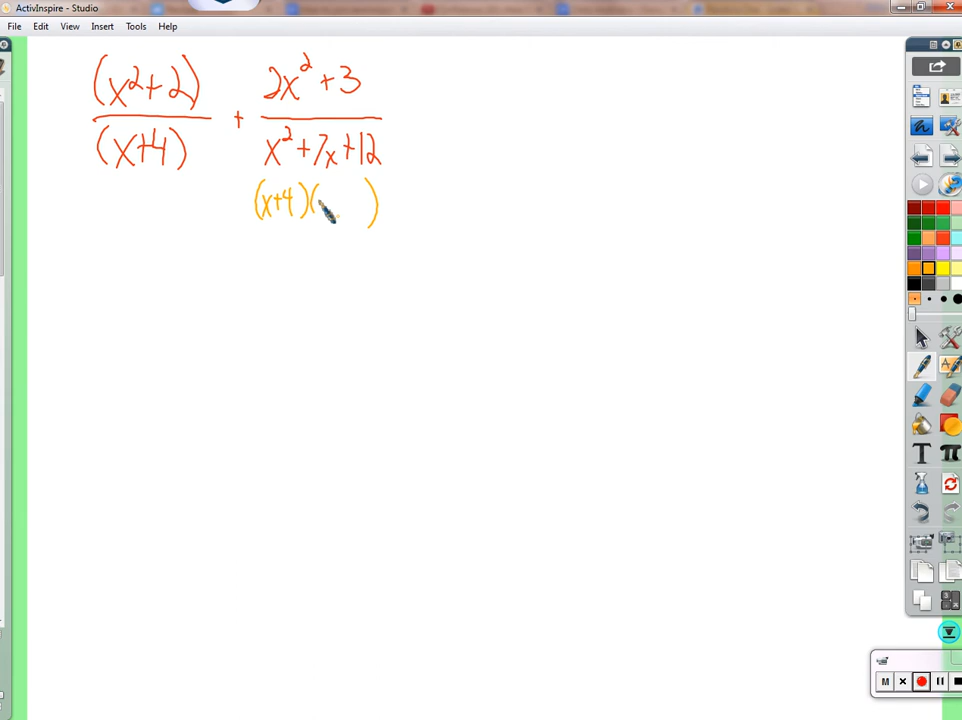 ActivInspire - Studio
File Edit View Insert Tools Help
(x²+2) / (x+4) + 2x²+3 / x²+7x+12
(x+4)( )
M